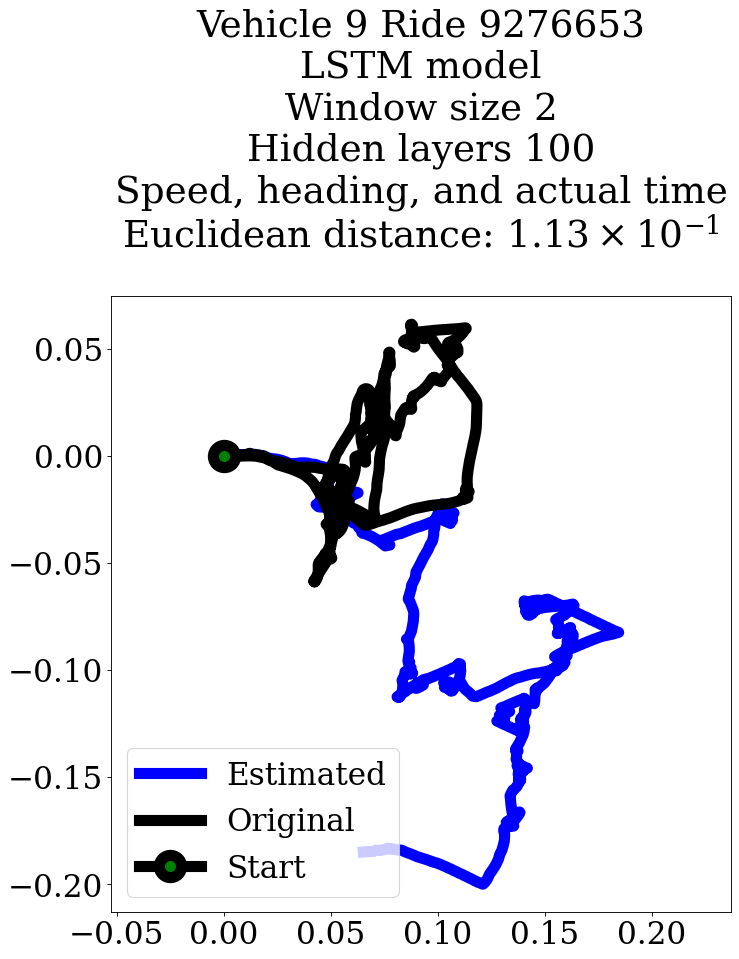 Vehicle 9 Ride 9276653
LSTM model
Window size 2
Hidden layers 100
Speed, heading, and actual time
Euclidean distance: 1.13 × 10⁻¹
0.05
0.00
−0.05
−0.10
−0.15
−0.20
Estimated
Original
Start
−0.05 0.00 0.05 0.10 0.15 0.20